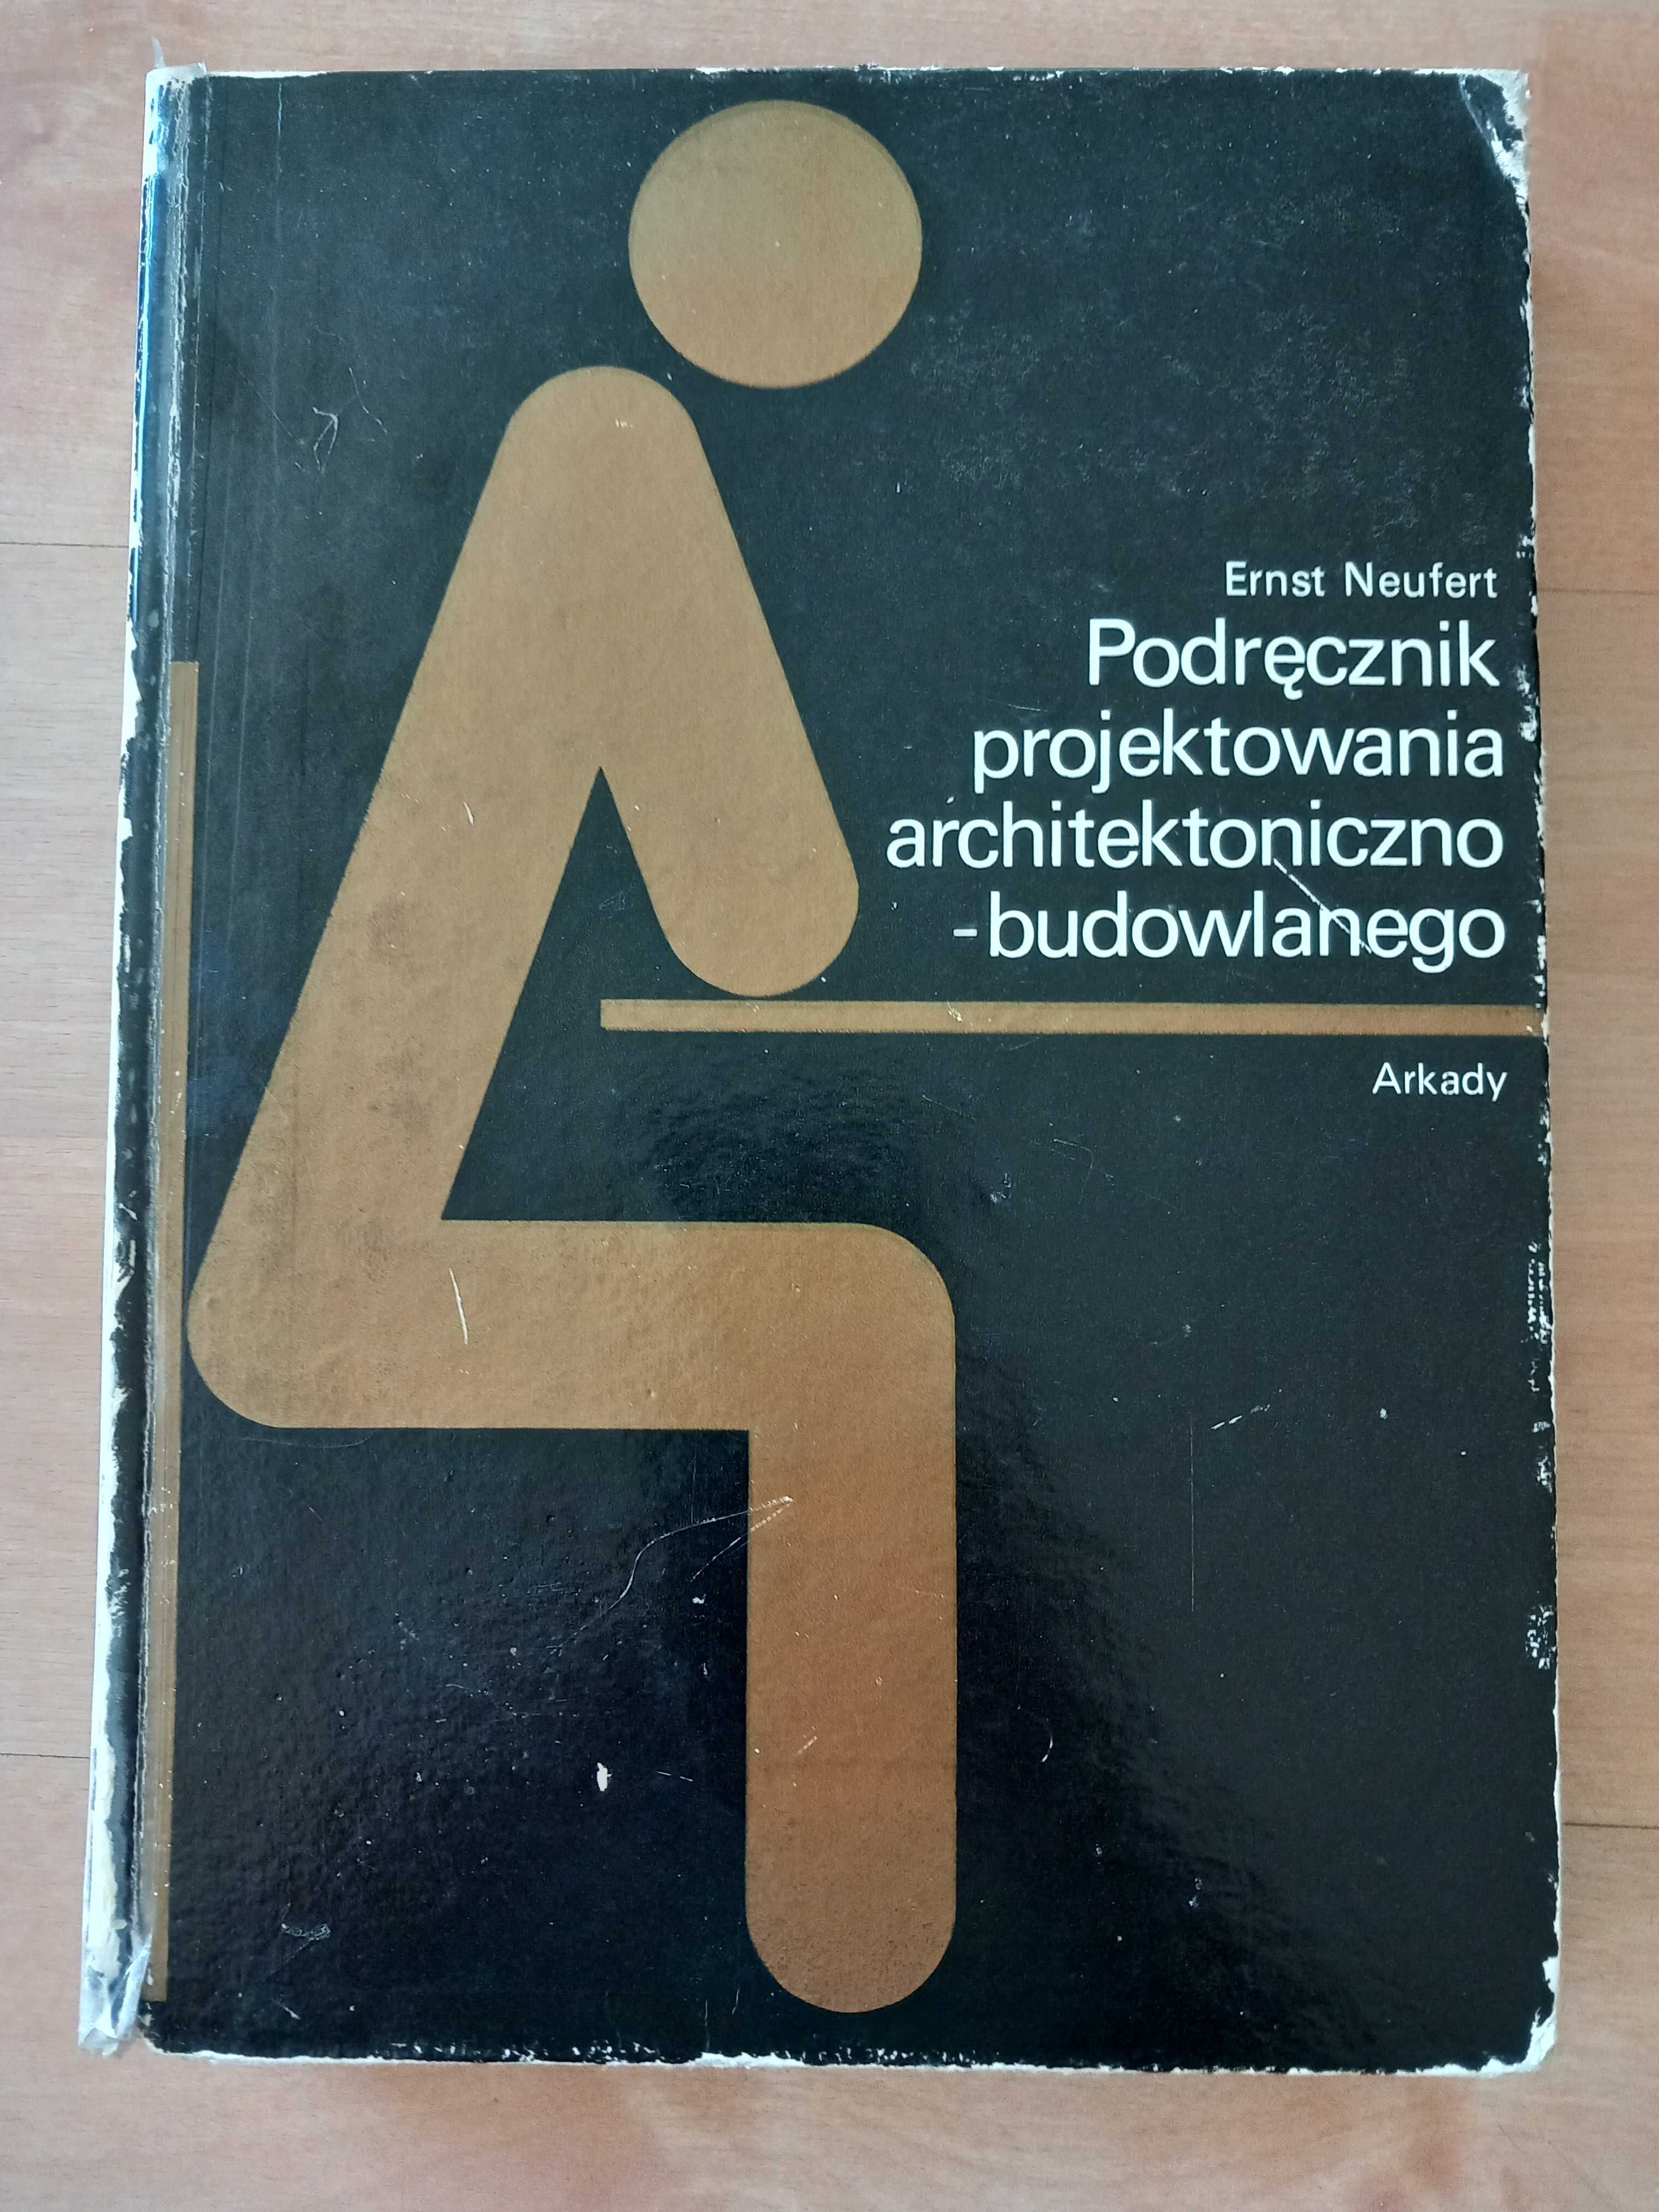 Ernst Neufert
Podręcznik
projektowania
architektoniczno
-budowlanego
Arkady